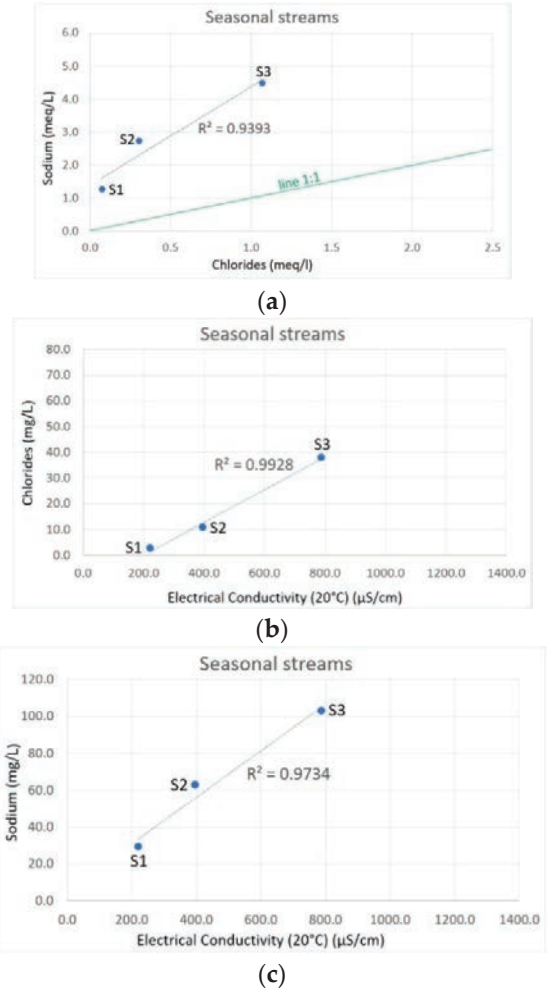 Seasonal streams
6.0
5.0
4.0
3.0
2.0
1.0
0.0
Sodium (meq/L)
S3
S2
R² = 0.9393
S1
line 1:1
0.0 0.5 1.0 1.5 2.0 2.5
Chlorides (meq/l)
(a)
Seasonal streams
80.0
70.0
60.0
50.0
40.0
30.0
20.0
10.0
0.0
Chlorides (mg/L)
S3
R² = 0.9928
S2
S1
0.0 200.0 400.0 600.0 800.0 1000.0 1200.0 1400.0
Electrical Conductivity (20°C) (µS/cm)
(b)
Seasonal streams
120.0
100.0
80.0
60.0
40.0
20.0
0.0
Sodium (mg/L)
S3
S2
R² = 0.9734
S1
0.0 200.0 400.0 600.0 800.0 1000.0 1200.0 1400.0
Electrical Conductivity (20°C) (µS/cm)
(c)